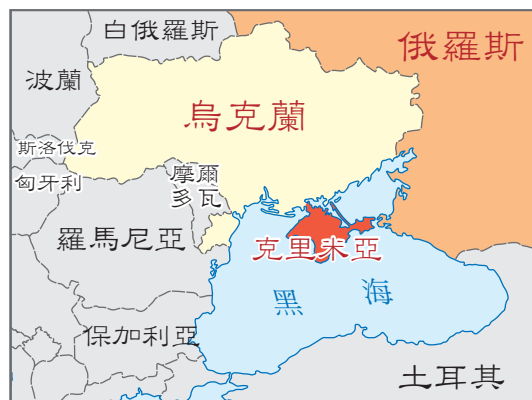 白俄羅斯
俄羅斯
波蘭
烏克蘭
斯洛伐克
匈牙利
摩爾
多瓦
羅馬尼亞
克里米亞
黑海
保加利亞
土耳其